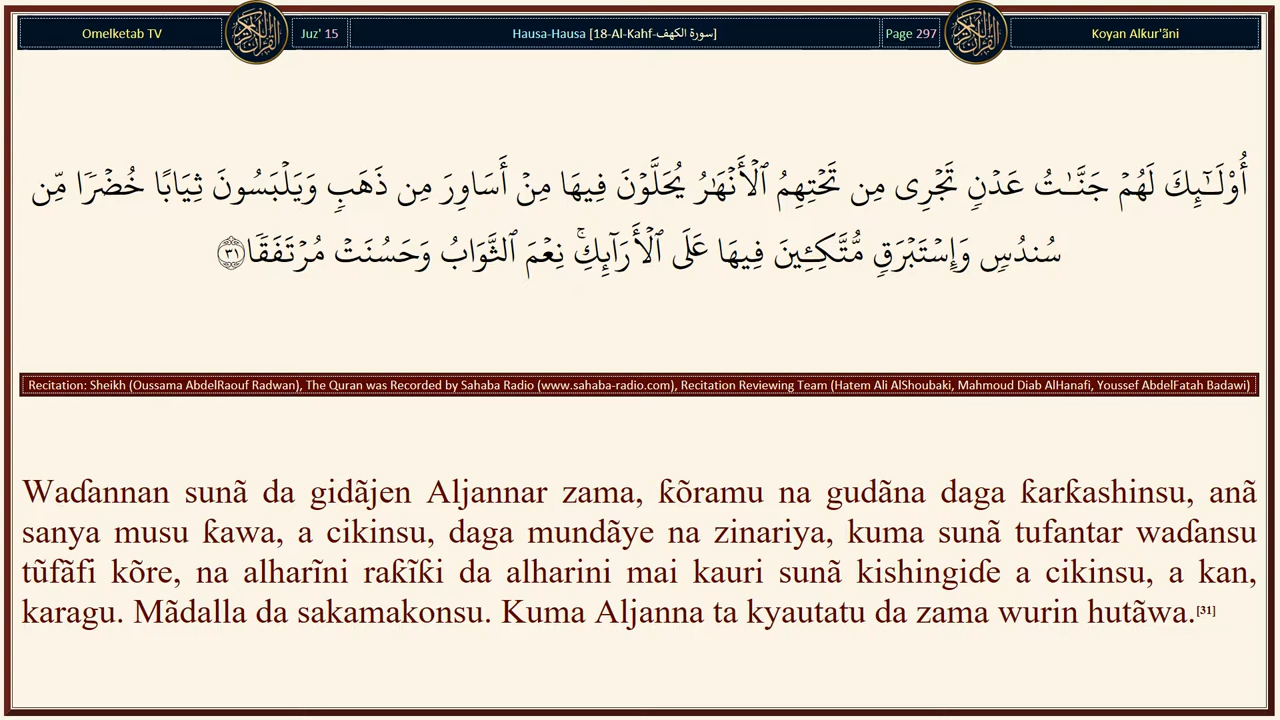 Omelketab TV
Juz' 15
Hausa-Hausa [18-Al-Kahf-سورة الكهف]
Page 297
Koyan Alƙur'ãni
أُوْلَـٰٓئِكَ لَهُمۡ جَنَّـٰتُ عَدۡنٖ تَجۡرِي مِن تَحۡتِهِمُ ٱلۡأَنۡهَٰرُ يُحَلَّوۡنَ فِيهَا مِنۡ أَسَاوِرَ مِن ذَهَبٖ وَيَلۡبَسُونَ ثِيَابًا خُضۡرٗا مِّن
سُندُسٖ وَإِسۡتَبۡرَقٖ مُّتَّكِـِٔينَ فِيهَا عَلَى ٱلۡأَرَآئِكِۚ نِعۡمَ ٱلثَّوَابُ وَحَسُنَتۡ مُرۡتَفَقٗا ٣١
Recitation: Sheikh (Oussama AbdelRaouf Radwan), The Quran was Recorded by Sahaba Radio (www.sahaba-radio.com), Recitation Reviewing Team (Hatem Ali AlShoubaki, Mahmoud Diab AlHanafi, Youssef AbdelFatah Badawi)
Waɗannan sunã da gidãjen Aljannar zama, ƙõramu na gudãna daga ƙarƙashinsu, anã
sanya musu ƙawa, a cikinsu, daga mundãye na zinariya, kuma sunã tufantar waɗansu
tũfãfi kõre, na alharĩni raƙĩƙi da alharini mai kauri sunã kishingiɗe a cikinsu, a kan,
karagu. Mãdalla da sakamakonsu. Kuma Aljanna ta kyautatu da zama wurin hutãwa.[31]